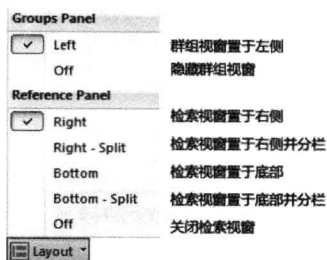 Groups Panel
Left 群组视窗置于左侧
Off 隐藏群组视窗
Reference Panel
Right 检索视窗置于右侧
Right - Split 检索视窗置于右侧并分栏
Bottom 检索视窗置于底部
Bottom - Split 检索视窗置于底部并分栏
Off 关闭检索视窗
Layout